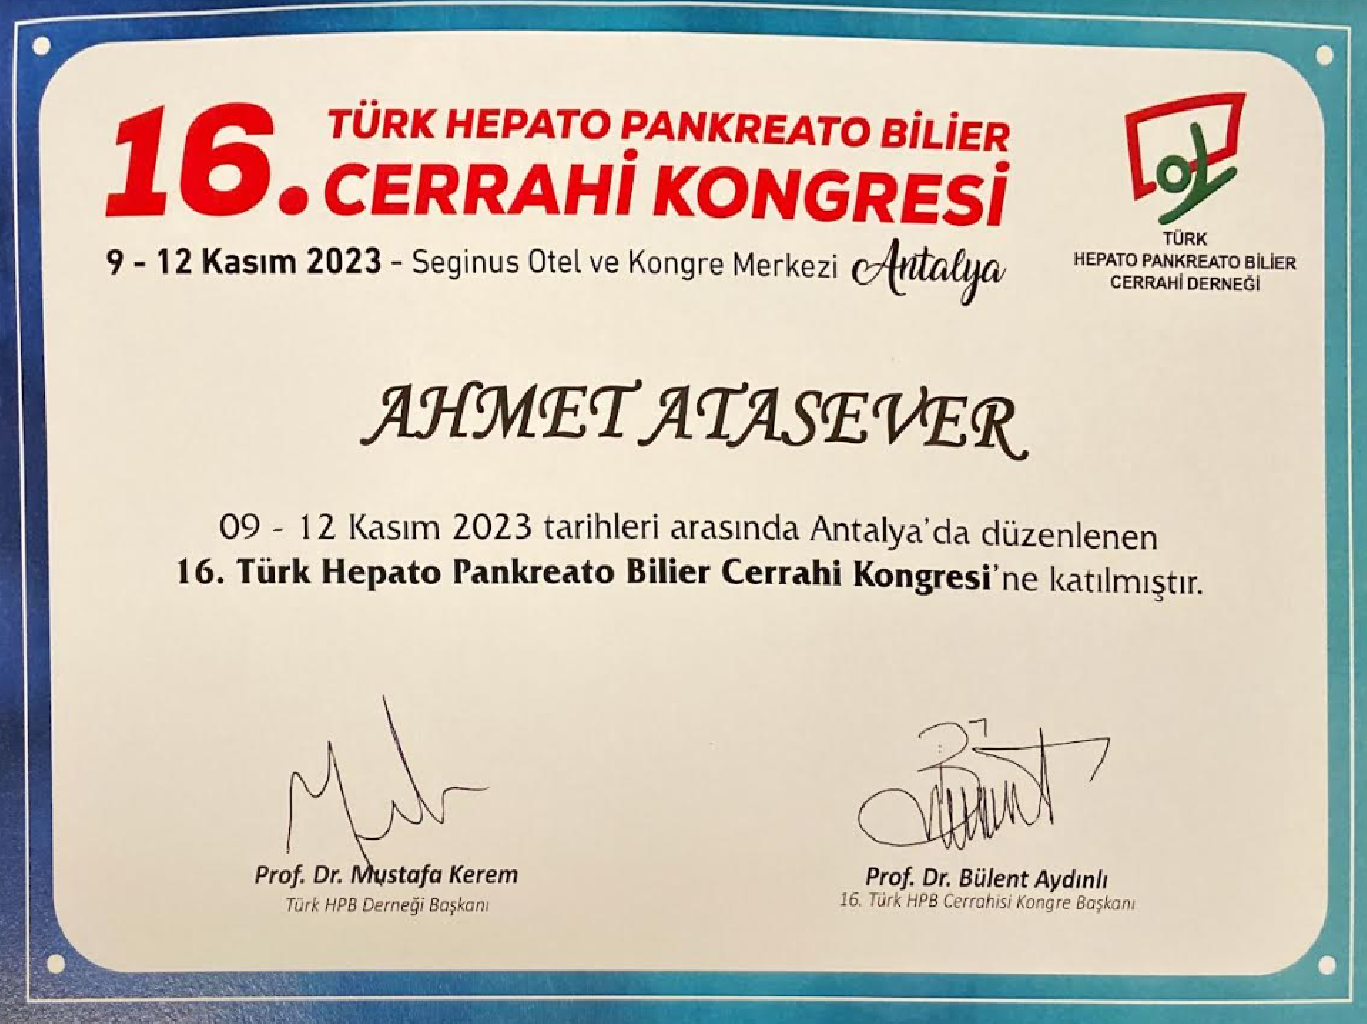 16. TÜRK HEPATO PANKREATO BİLİER
CERRAHİ KONGRESİ
9 - 12 Kasım 2023 - Seginus Otel ve Kongre Merkezi Antalya
TÜRK
HEPATO PANKREATO BİLİER
CERRAHİ DERNEĞİ
AHMET ATASEVER
09 - 12 Kasım 2023 tarihleri arasında Antalya'da düzenlenen
16. Türk Hepato Pankreato Bilier Cerrahi Kongresi'ne katılmıştır.
Prof. Dr. Mustafa Kerem
Türk HPB Derneği Başkanı
Prof. Dr. Bülent Aydınlı
16. Türk HPB Cerrahisi Kongre Başkanı